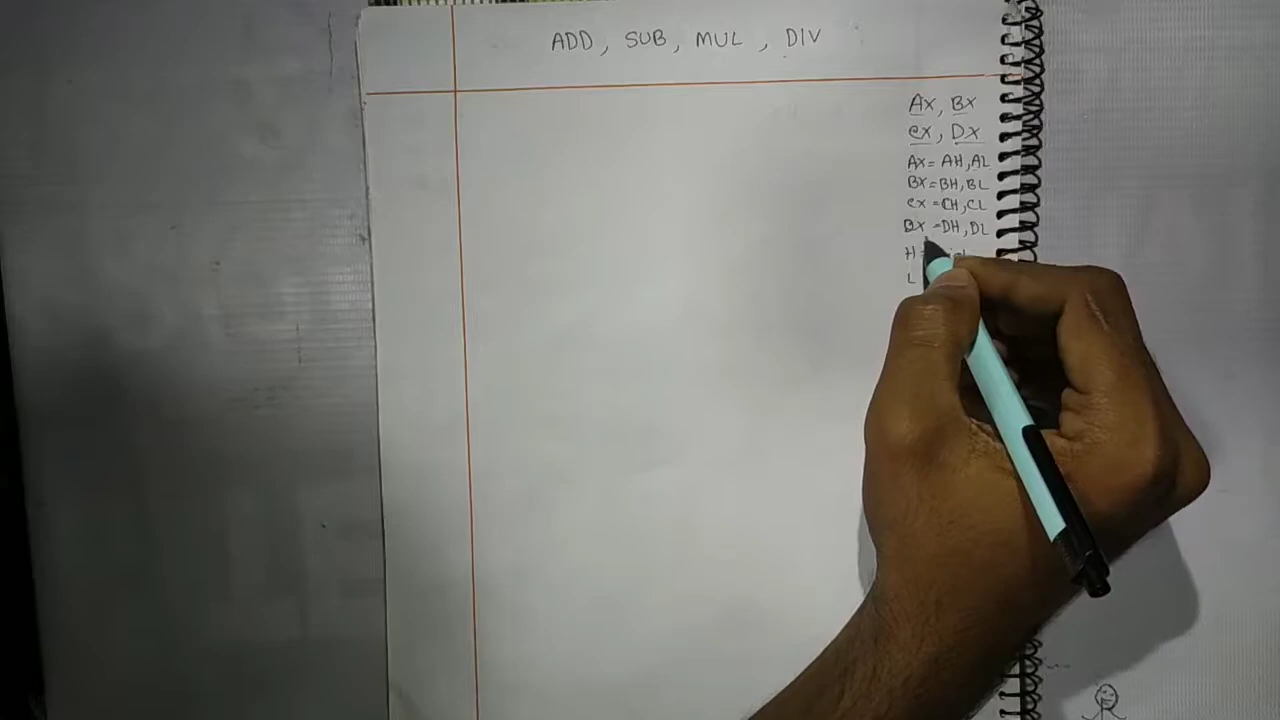 ADD, SUB, MUL, DIV
AX, BX
CX, DX
AX = AH, AL
BX = BH, BL
CX = CH, CL
DX = DH, DL
H
L